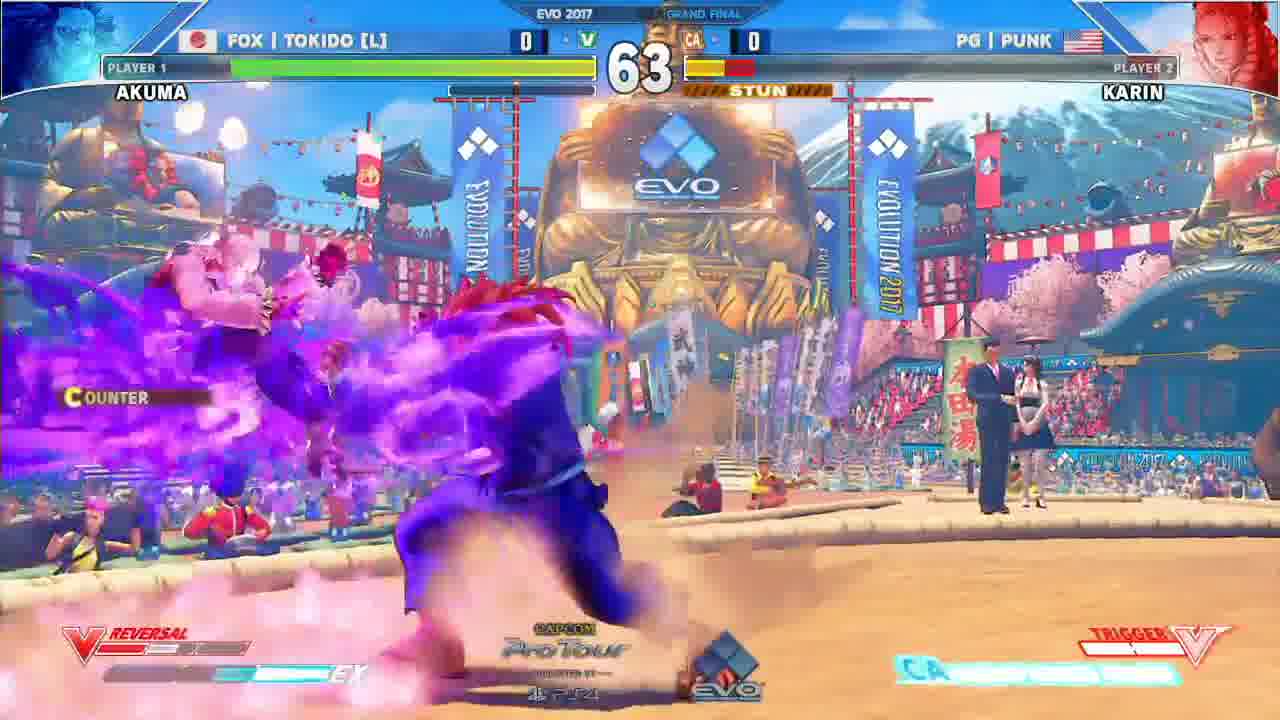 EVO 2017 GRAND FINAL
FOX | TOKIDO [L] 0 V 63 CA 0 PG | PUNK
PLAYER 1 PLAYER 2
AKUMA STUN KARIN
EVO
EVOLUTION
EVOLUTION 2017
COUNTER
REVERSAL
TRIGGER
EX
CA
CAPCOM
Pro Tour
PS4
EVO